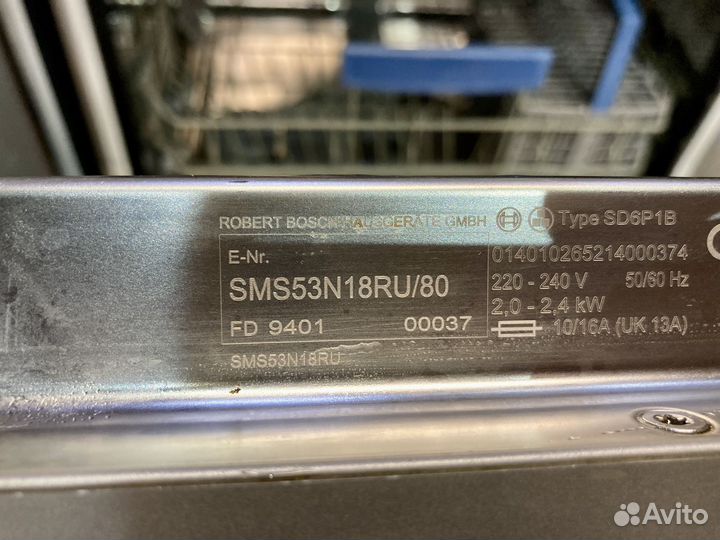 ROBERT BOSCH HAUSGERÄTE GMBH Type SD6P1B
E-Nr.
SMS53N18RU/80
FD 9401 00037
SMS53N18RU
014010265214000374
220 - 240 V 50/60 Hz
2,0 - 2,4 kW
10/16A (UK 13A)
Avito